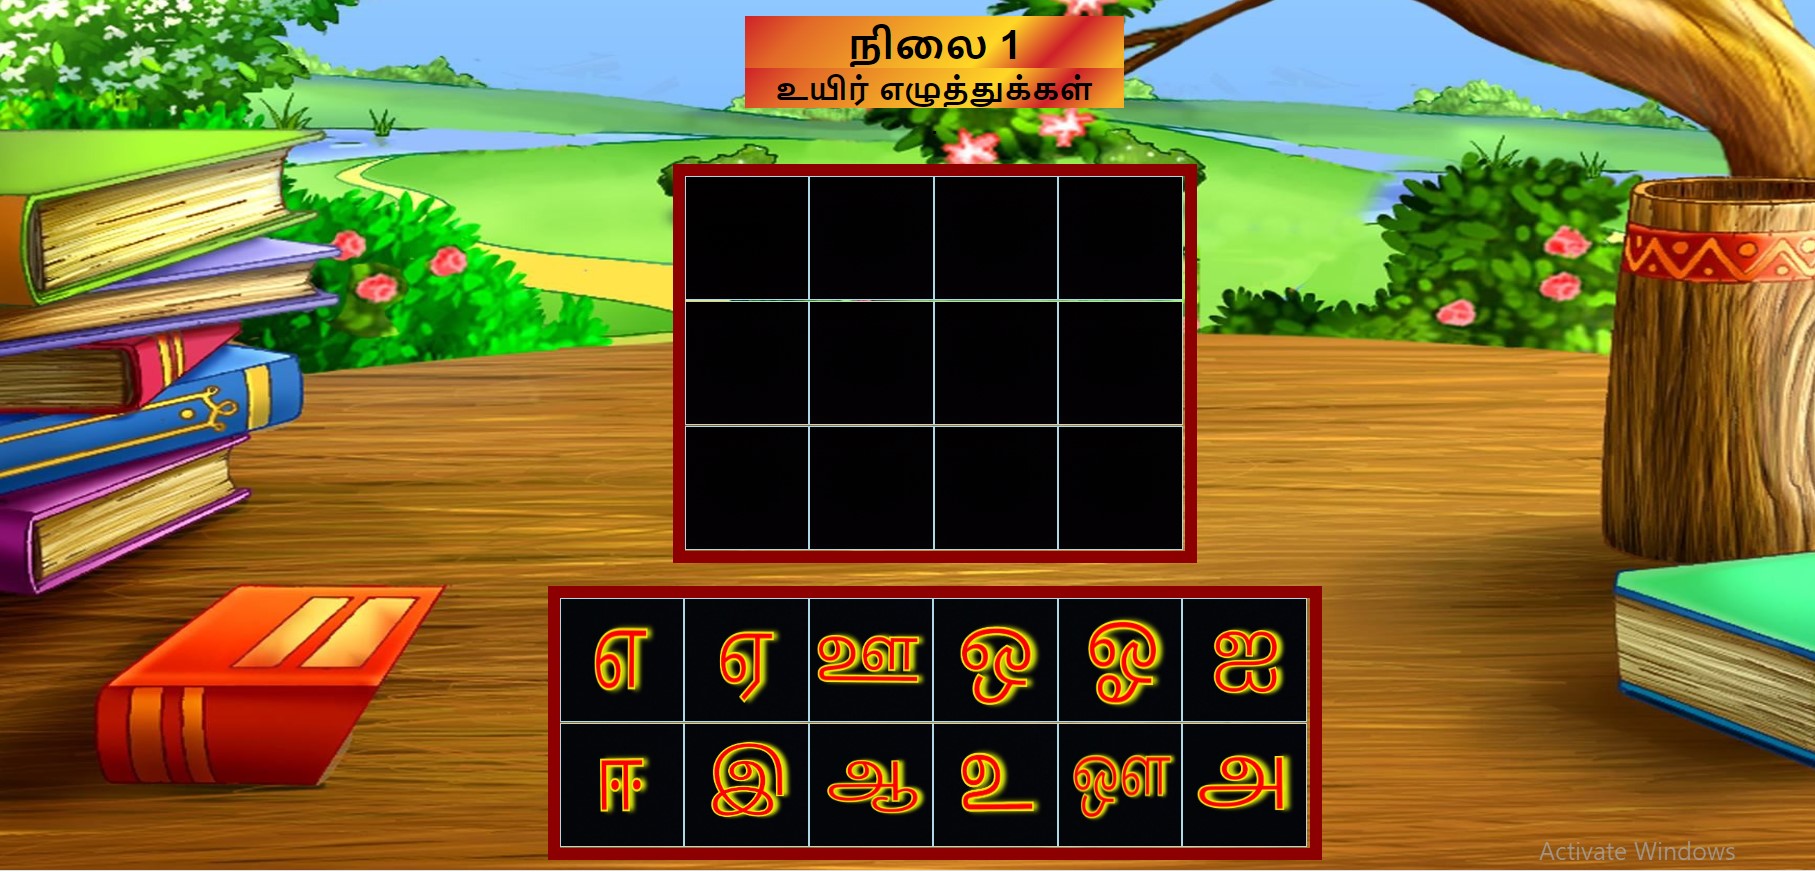 நிலை 1
உயிர் எழுத்துக்கள்
எ ஏ ஊ ஒ ஓ ஐ
ஈ இ ஆ உ ஔ அ
Activate Windows